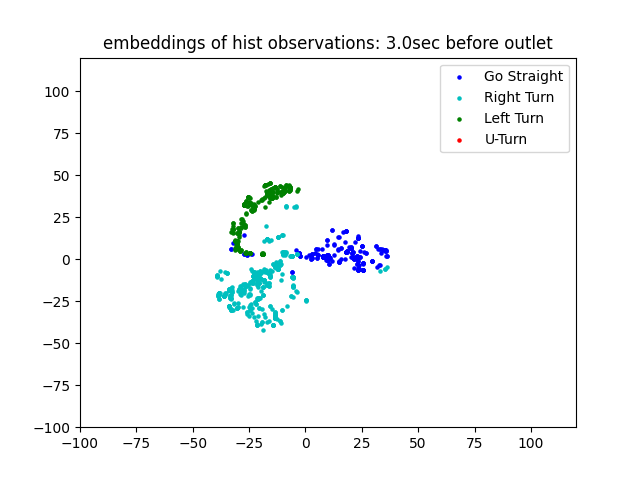 embeddings of hist observations: 3.0sec before outlet
Go Straight
Right Turn
Left Turn
U-Turn
100
75
50
25
0
−25
−50
−75
−100
−100 −75 −50 −25 0 25 50 75 100